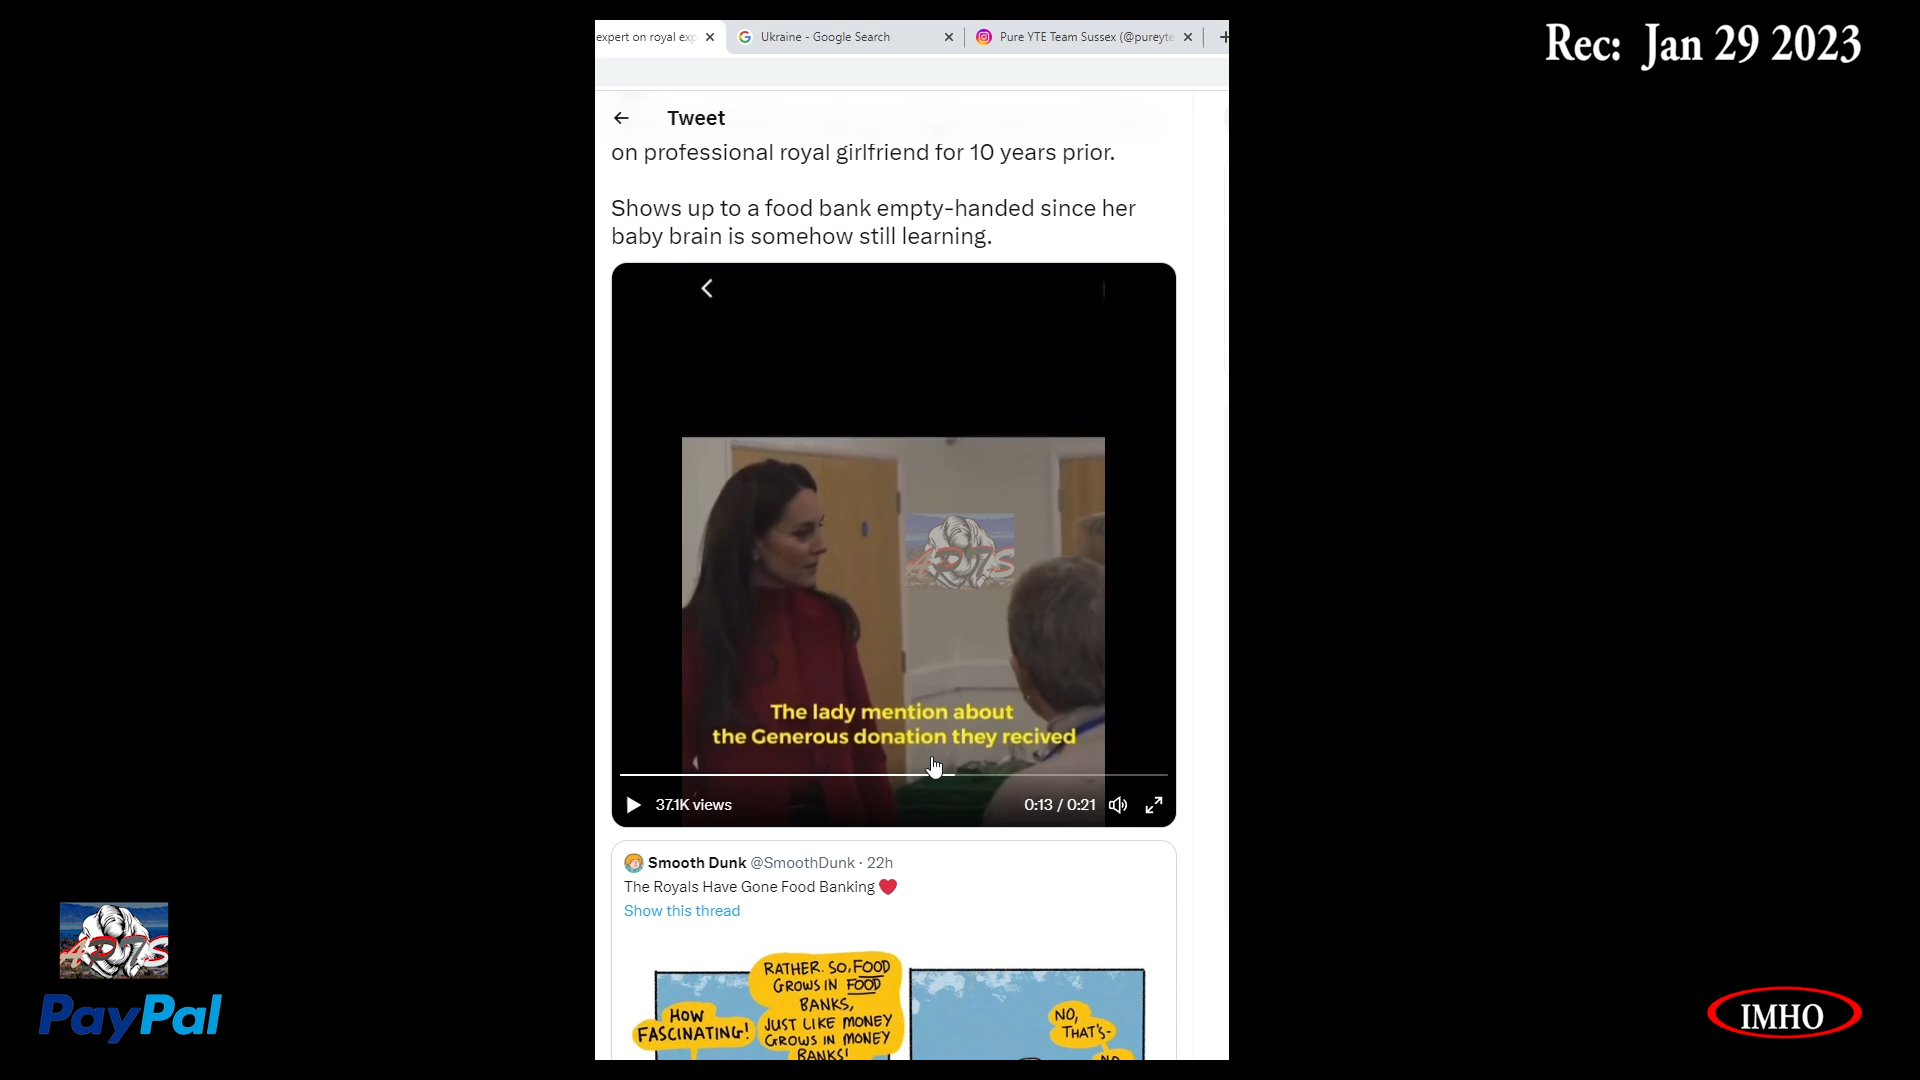 Rec: Jan 29 2023
expert on royal exp
Ukraine - Google Search
Pure YTE Team Sussex (@pureyte
Tweet
on professional royal girlfriend for 10 years prior.
Shows up to a food bank empty-handed since her
baby brain is somehow still learning.
ARTS
The lady mention about
the Generous donation they recived
37.1K views
0:13 / 0:21
Smooth Dunk @SmoothDunk · 22h
The Royals Have Gone Food Banking ❤️
Show this thread
HOW
FASCINATING!
RATHER. SO, FOOD
GROWS IN FOOD
BANKS,
JUST LIKE MONEY
GROWS IN MONEY
BANKS!
NO,
THAT'S-
NO
ARTS
PayPal
IMHO